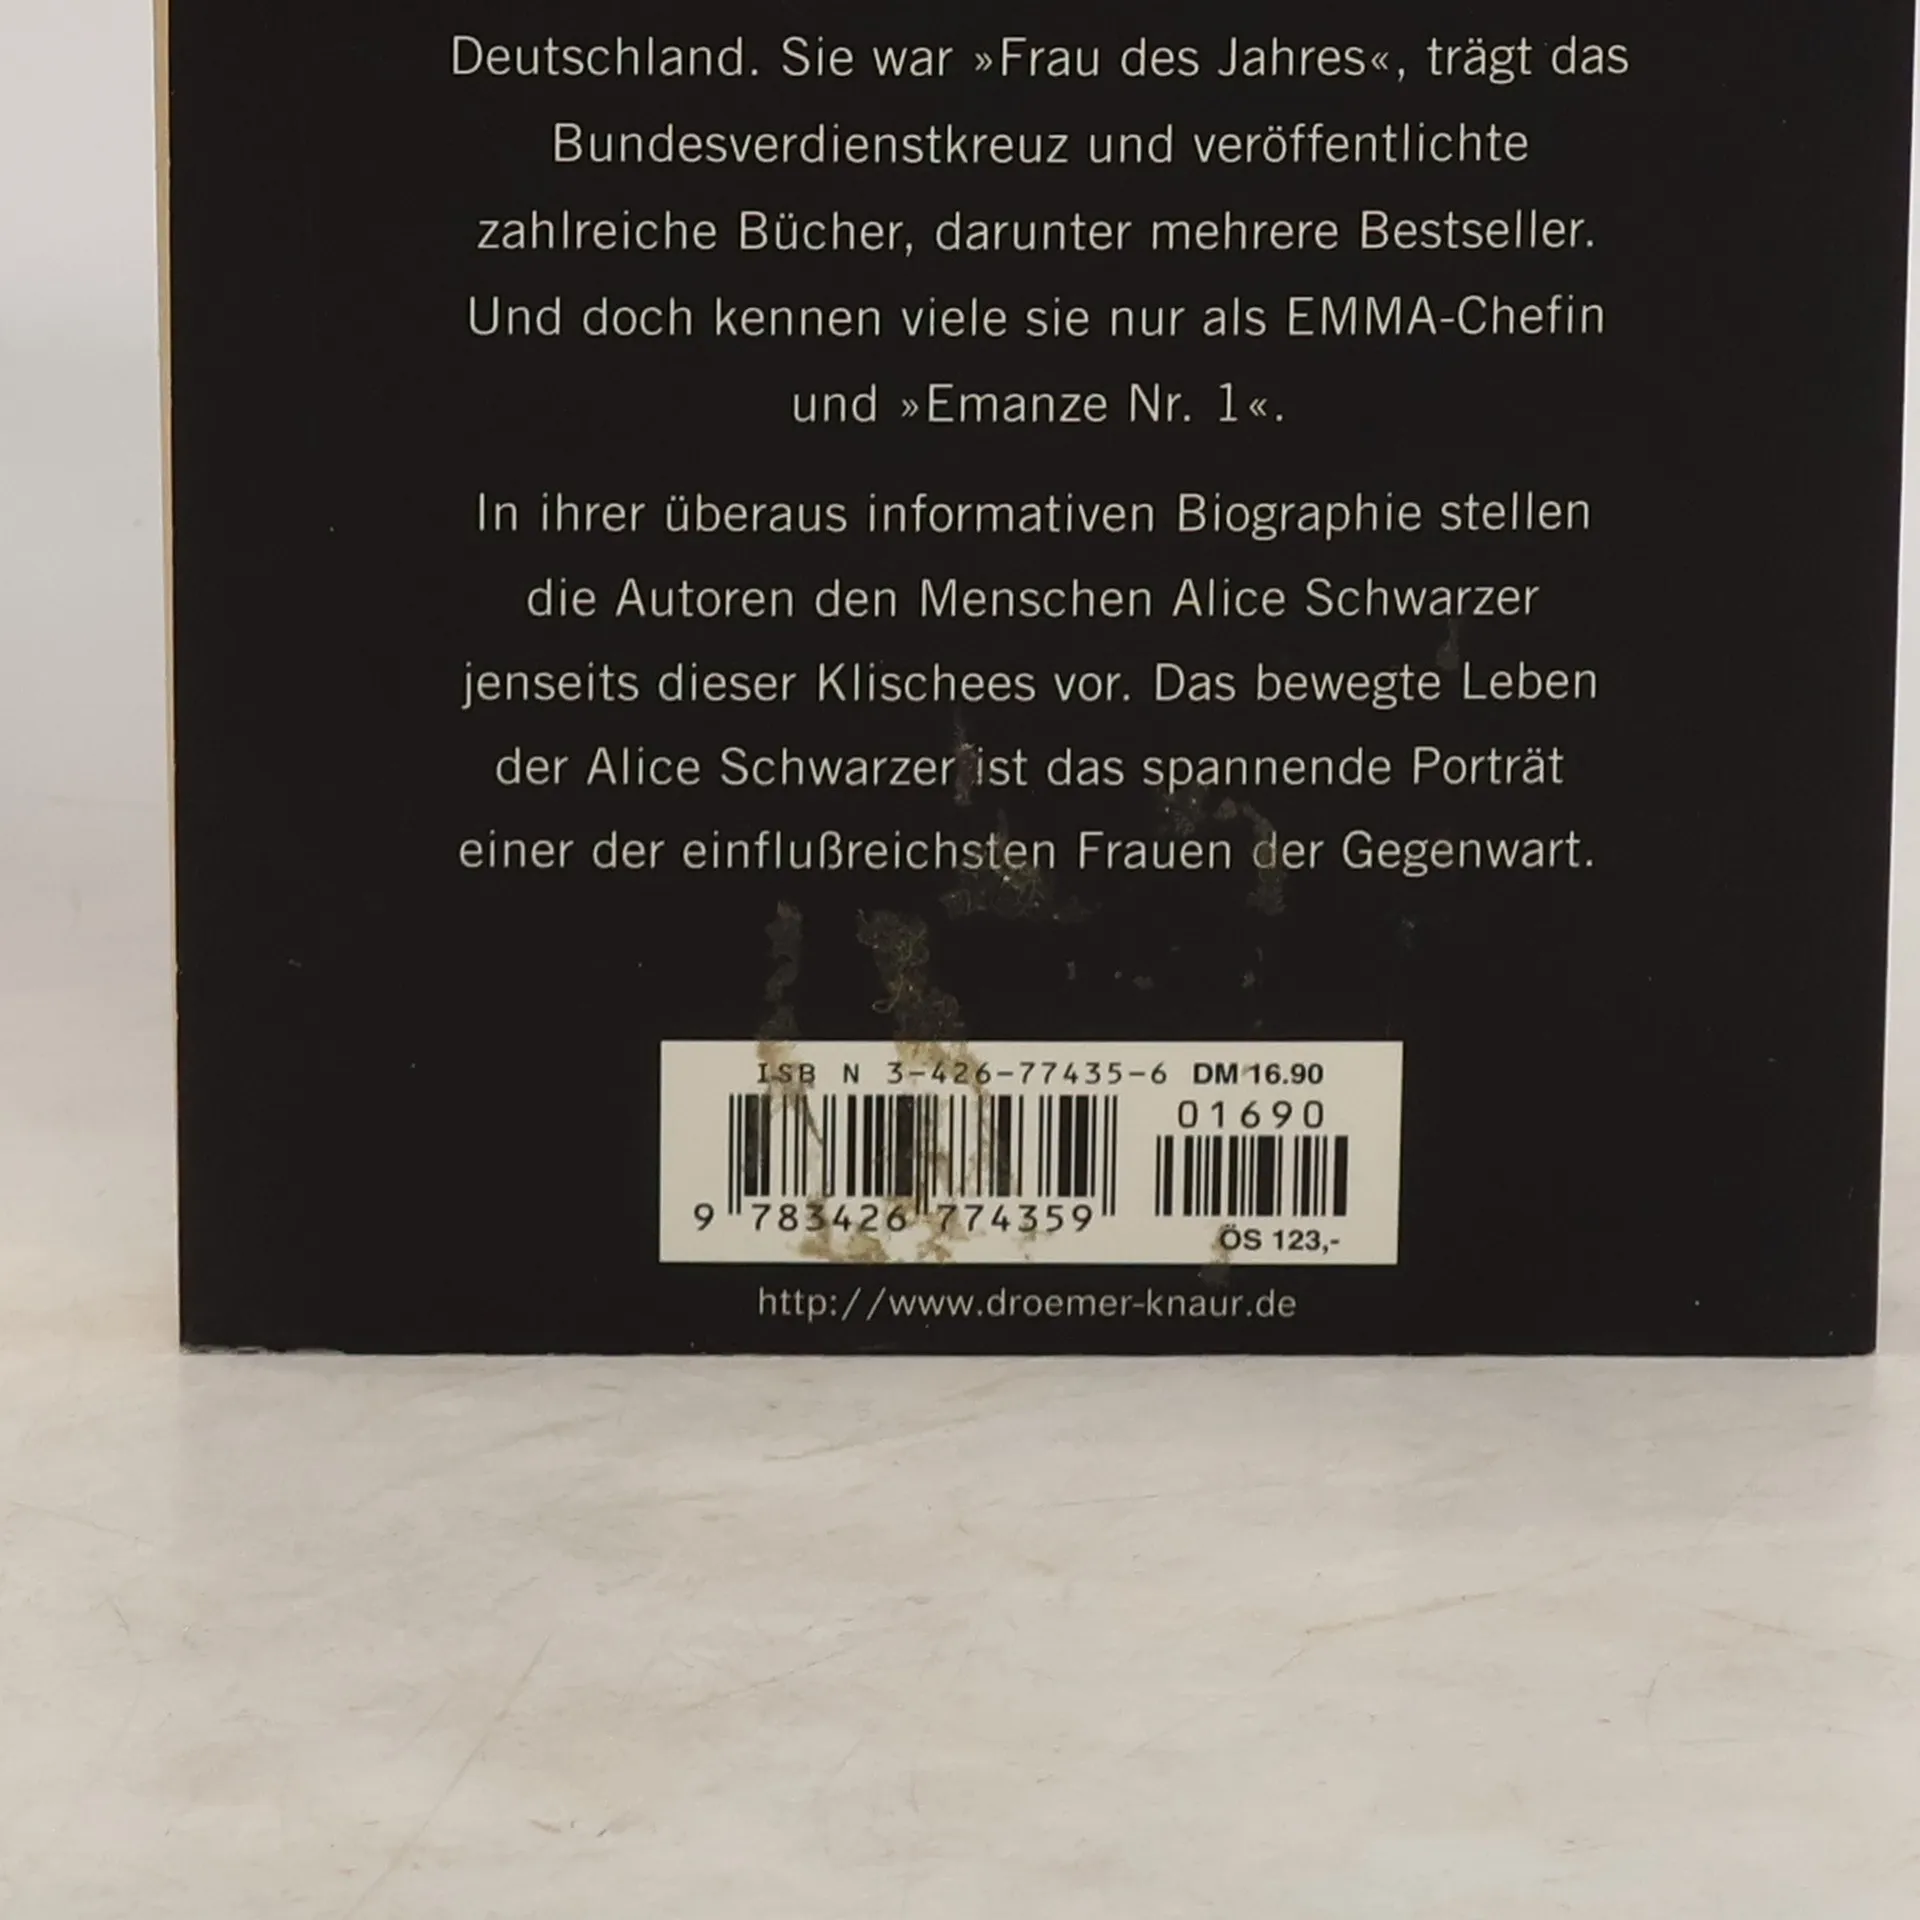 Deutschland. Sie war »Frau des Jahres«, trägt das
Bundesverdienstkreuz und veröffentlichte
zahlreiche Bücher, darunter mehrere Bestseller.
Und doch kennen viele sie nur als EMMA-Chefin
und »Emanze Nr. 1«.
In ihrer überaus informativen Biographie stellen
die Autoren den Menschen Alice Schwarzer
jenseits dieser Klischees vor. Das bewegte Leben
der Alice Schwarzer ist das spannende Porträt
einer der einflußreichsten Frauen der Gegenwart.
ISBN 3-426-77435-6 DM 16.90
01690
9 783426 774359
ÖS 123,-
http://www.droemer-knaur.de